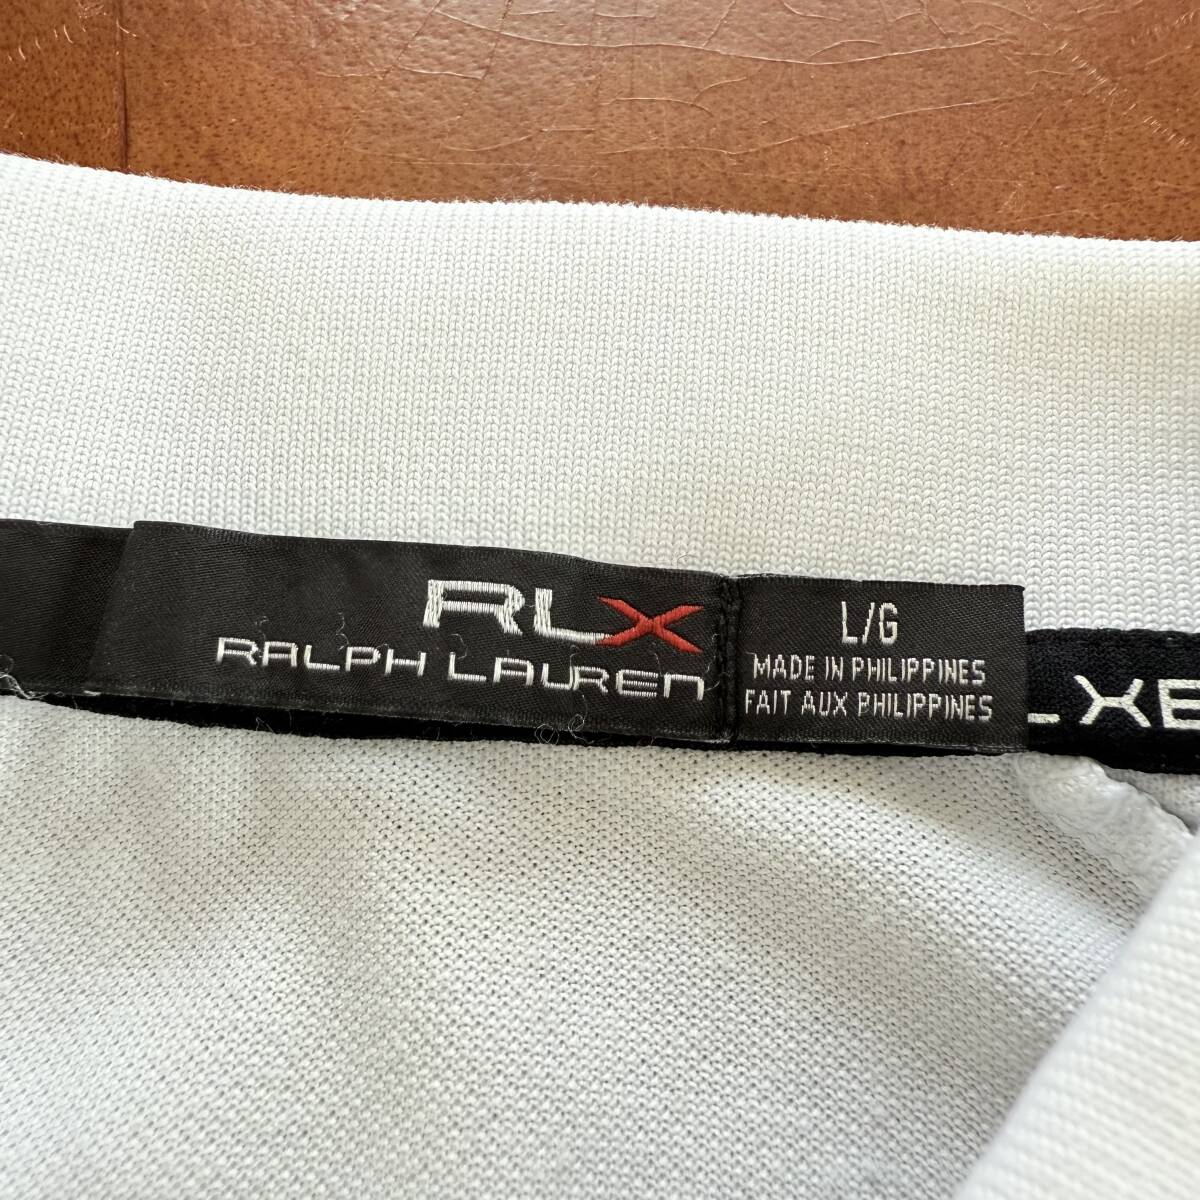 RLX
RALPH LAUREN
L/G
MADE IN PHILIPPINES
FAIT AUX PHILIPPINES